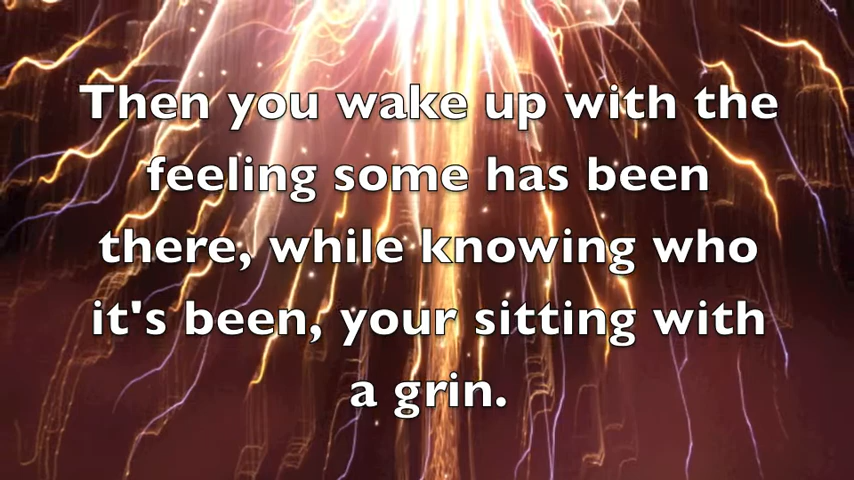 Then you wake up with the
feeling some has been
there, while knowing who
it's been, your sitting with
a grin.